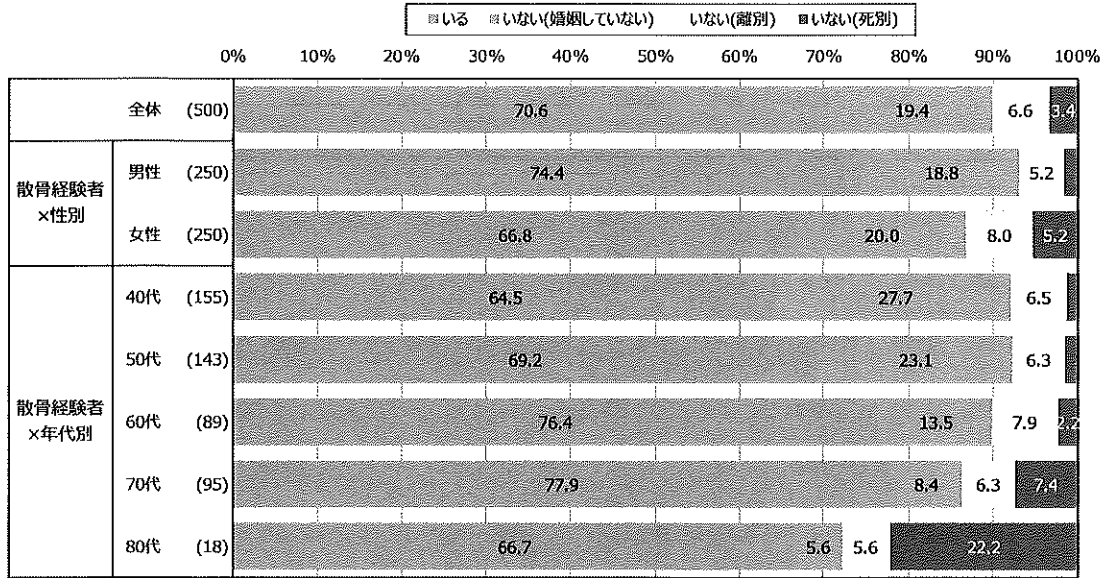 いる いない(婚姻していない) いない(離別) いない(死別)
0% 10% 20% 30% 40% 50% 60% 70% 80% 90% 100%
全体 (500) 70.6 19.4 6.6 3.4
散骨経験者
×性別
男性 (250) 74.4 18.8 5.2
女性 (250) 66.8 20.0 8.0 5.2
散骨経験者
×年代別
40代 (155) 64.5 27.7 6.5
50代 (143) 69.2 23.1 6.3
60代 (89) 76.4 13.5 7.9 2.2
70代 (95) 77.9 8.4 6.3 7.4
80代 (18) 66.7 5.6 5.6 22.2